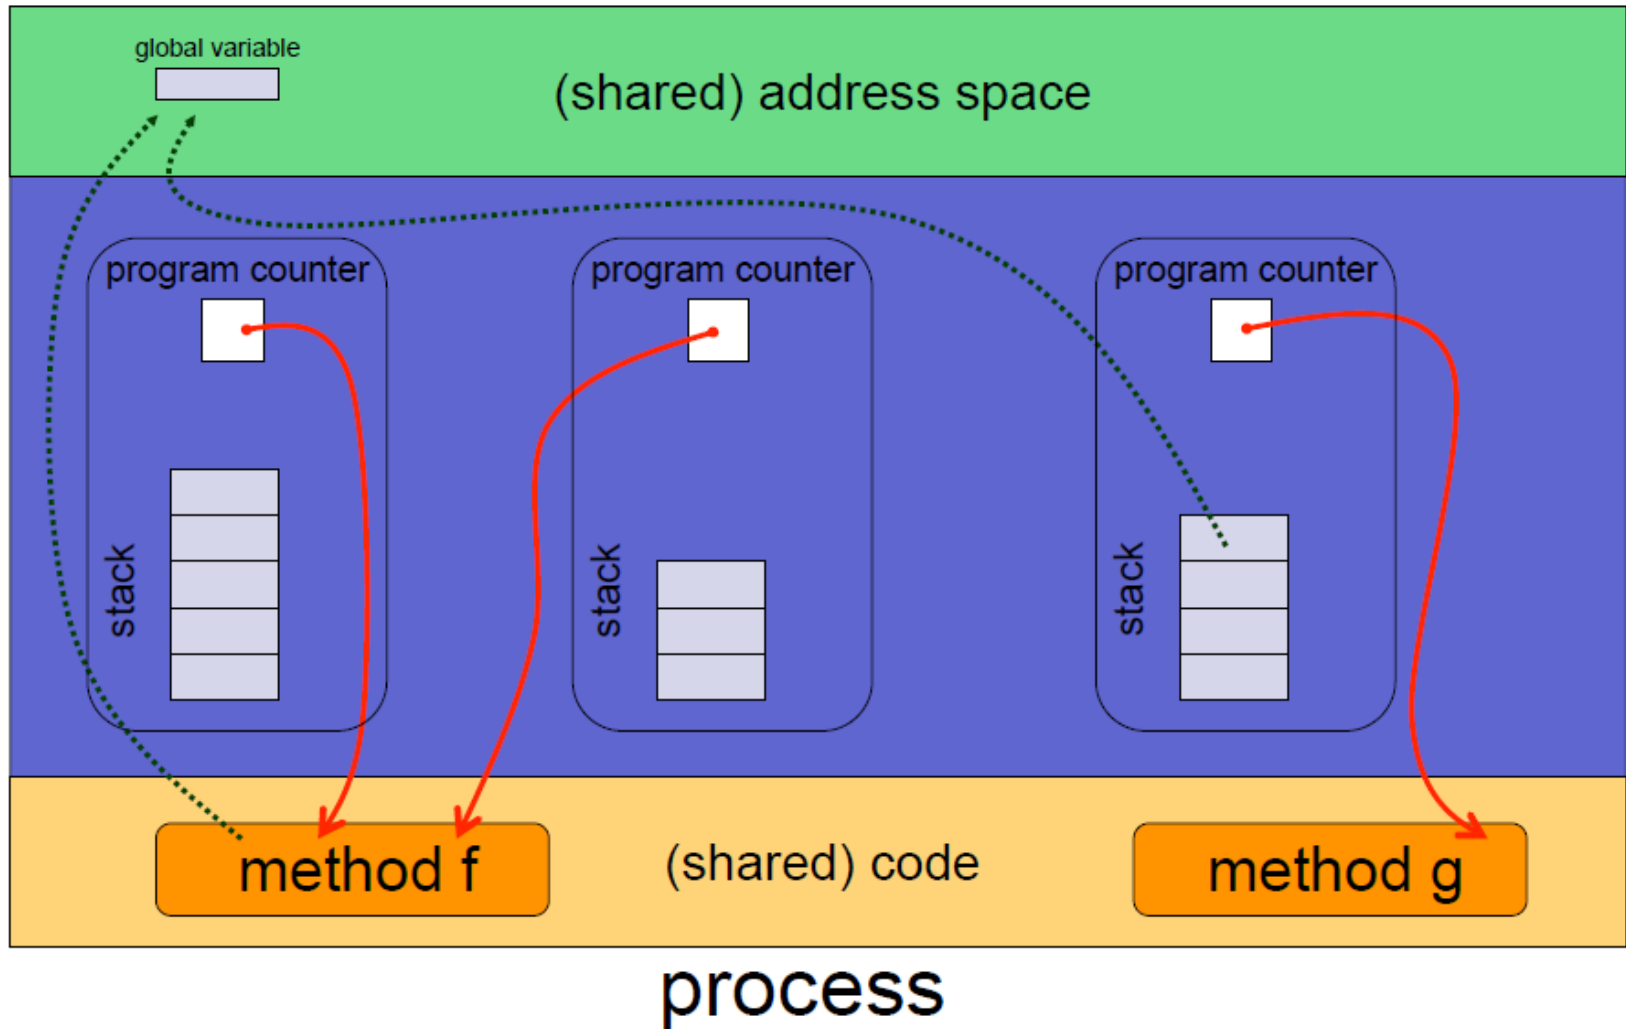 global variable
(shared) address space
program counter
program counter
program counter
stack
stack
stack
method f
(shared) code
method g
process